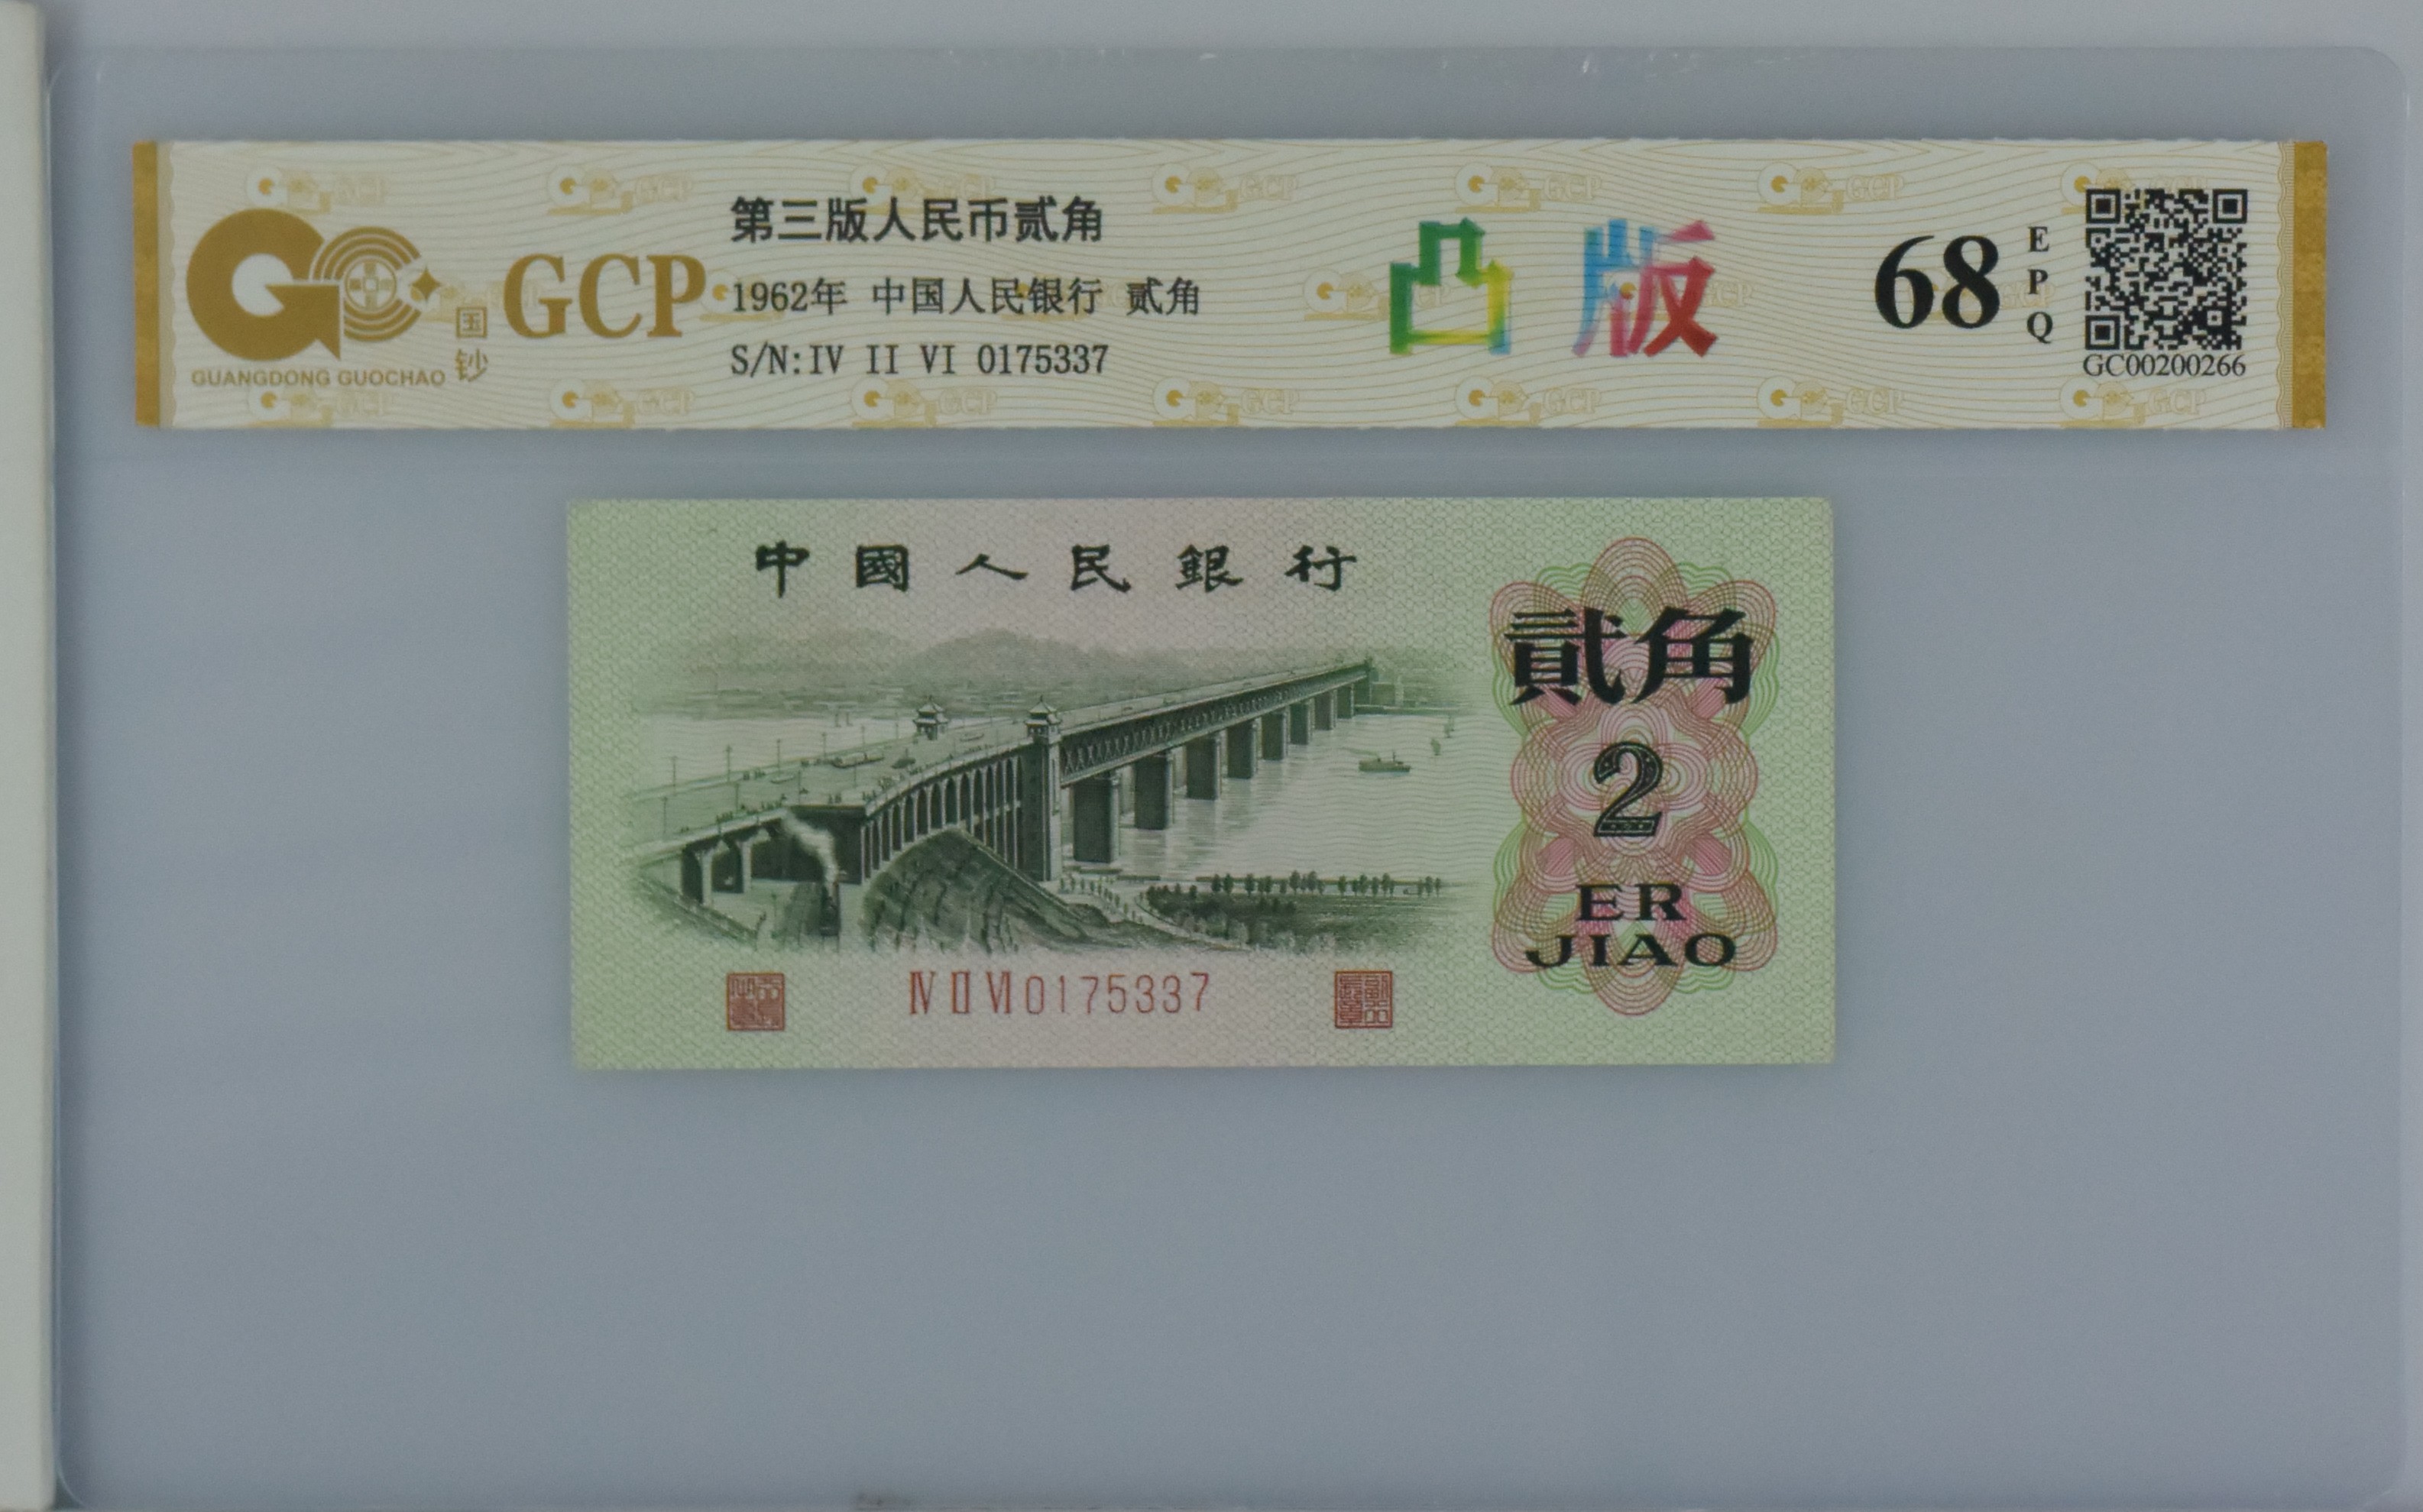 GUANGDONG GUOCHAO
国钞
GCP
第三版人民币贰角
1962年 中国人民银行 贰角
S/N:IV II VI 0175337
凸版
68
EPQ
GC00200266
中國人民銀行
貳角
2
ER
JIAO
Ⅳ Ⅱ Ⅵ 0175337